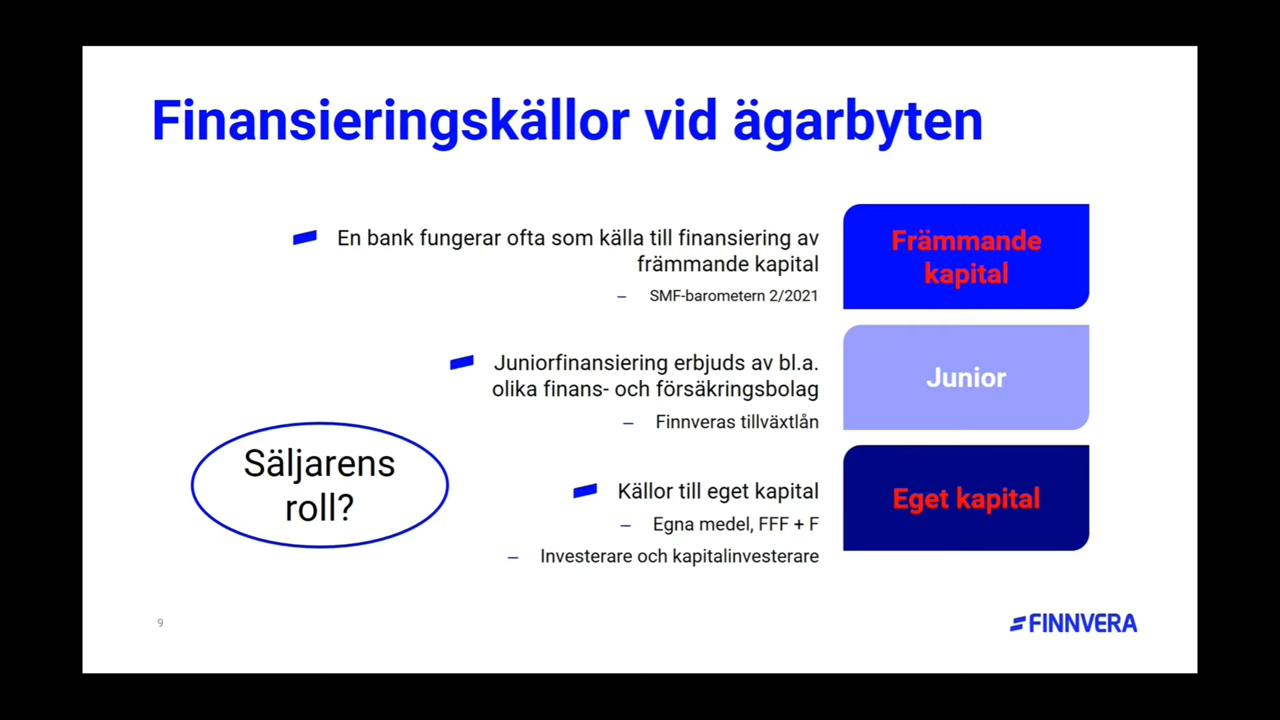 Finansieringskällor vid ägarbyten
En bank fungerar ofta som källa till finansiering av
främmande kapital
– SMF-barometern 2/2021
Främmande
kapital
Juniorfinansiering erbjuds av bl.a.
olika finans- och försäkringsbolag
– Finnveras tillväxtlån
Junior
Säljarens
roll?
Källor till eget kapital
– Egna medel, FFF + F
– Investerare och kapitalinvesterare
Eget kapital
9
FINNVERA